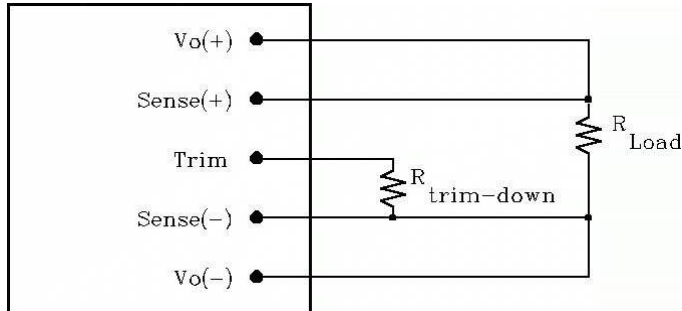 Vo(+)
Sense(+)
Trim
Sense(−)
Vo(−)
R trim-down
R Load